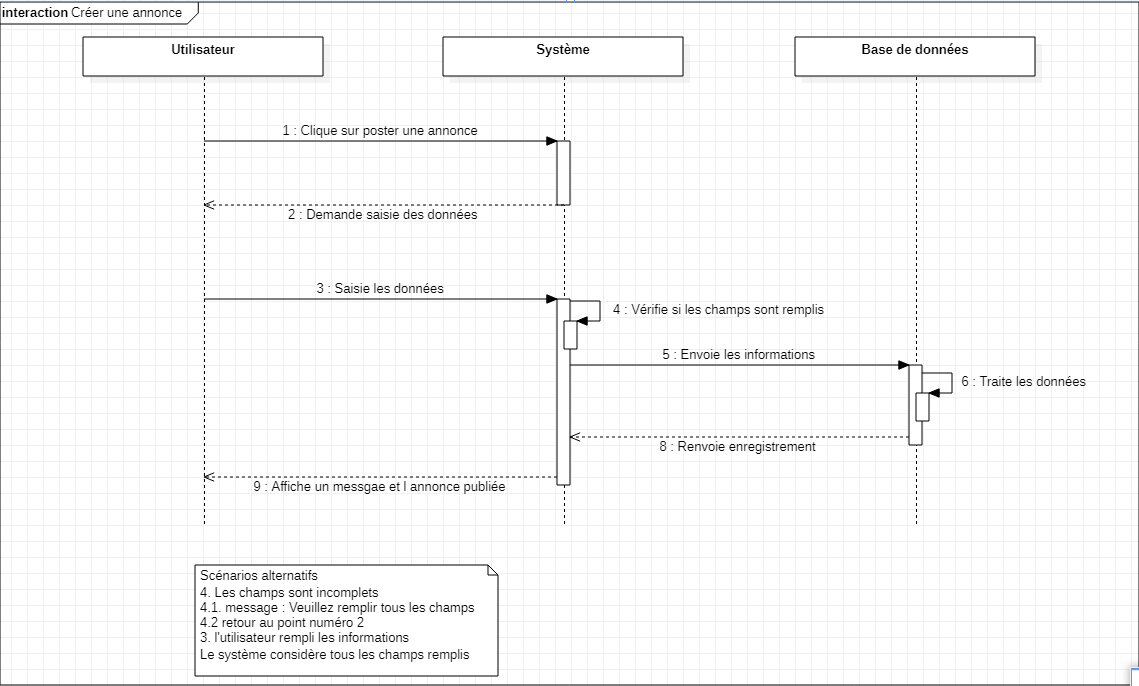 interaction Créer une annonce
Utilisateur
Système
Base de données
1 : Clique sur poster une annonce
2 : Demande saisie des données
3 : Saisie les données
4 : Vérifie si les champs sont remplis
5 : Envoie les informations
6 : Traite les données
8 : Renvoie enregistrement
9 : Affiche un messgae et l annonce publiée
Scénarios alternatifs
4. Les champs sont incomplets
4.1. message : Veuillez remplir tous les champs
4.2 retour au point numéro 2
3. l'utilisateur rempli les informations
Le système considère tous les champs remplis